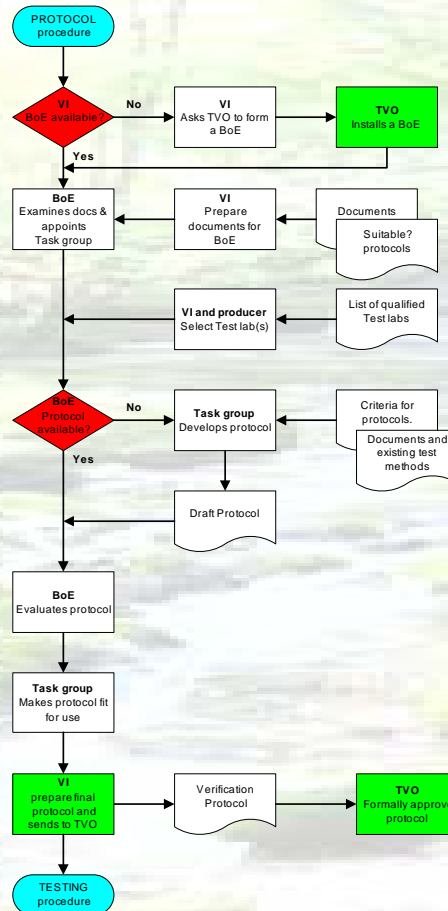 PROTOCOL
procedure
VI
BoE available?
No
VI
Asks TVO to form
a BoE
TVO
Installs a BoE
Yes
BoE
Examines docs &
appoints
Task group
VI
Prepare
documents for
BoE
Documents
Suitable?
protocols
VI and producer
Select Test lab(s)
List of qualified
Test labs
BoE
Protocol
available?
No
Task group
Develops protocol
Criteria for
protocols.
Documents and
existing test
methods
Yes
Draft Protocol
BoE
Evaluates protocol
Task group
Makes protocol fit
for use
VI
prepare final
protocol and
sends to TVO
Verification
Protocol
TVO
Formally approve
protocol
TESTING
procedure